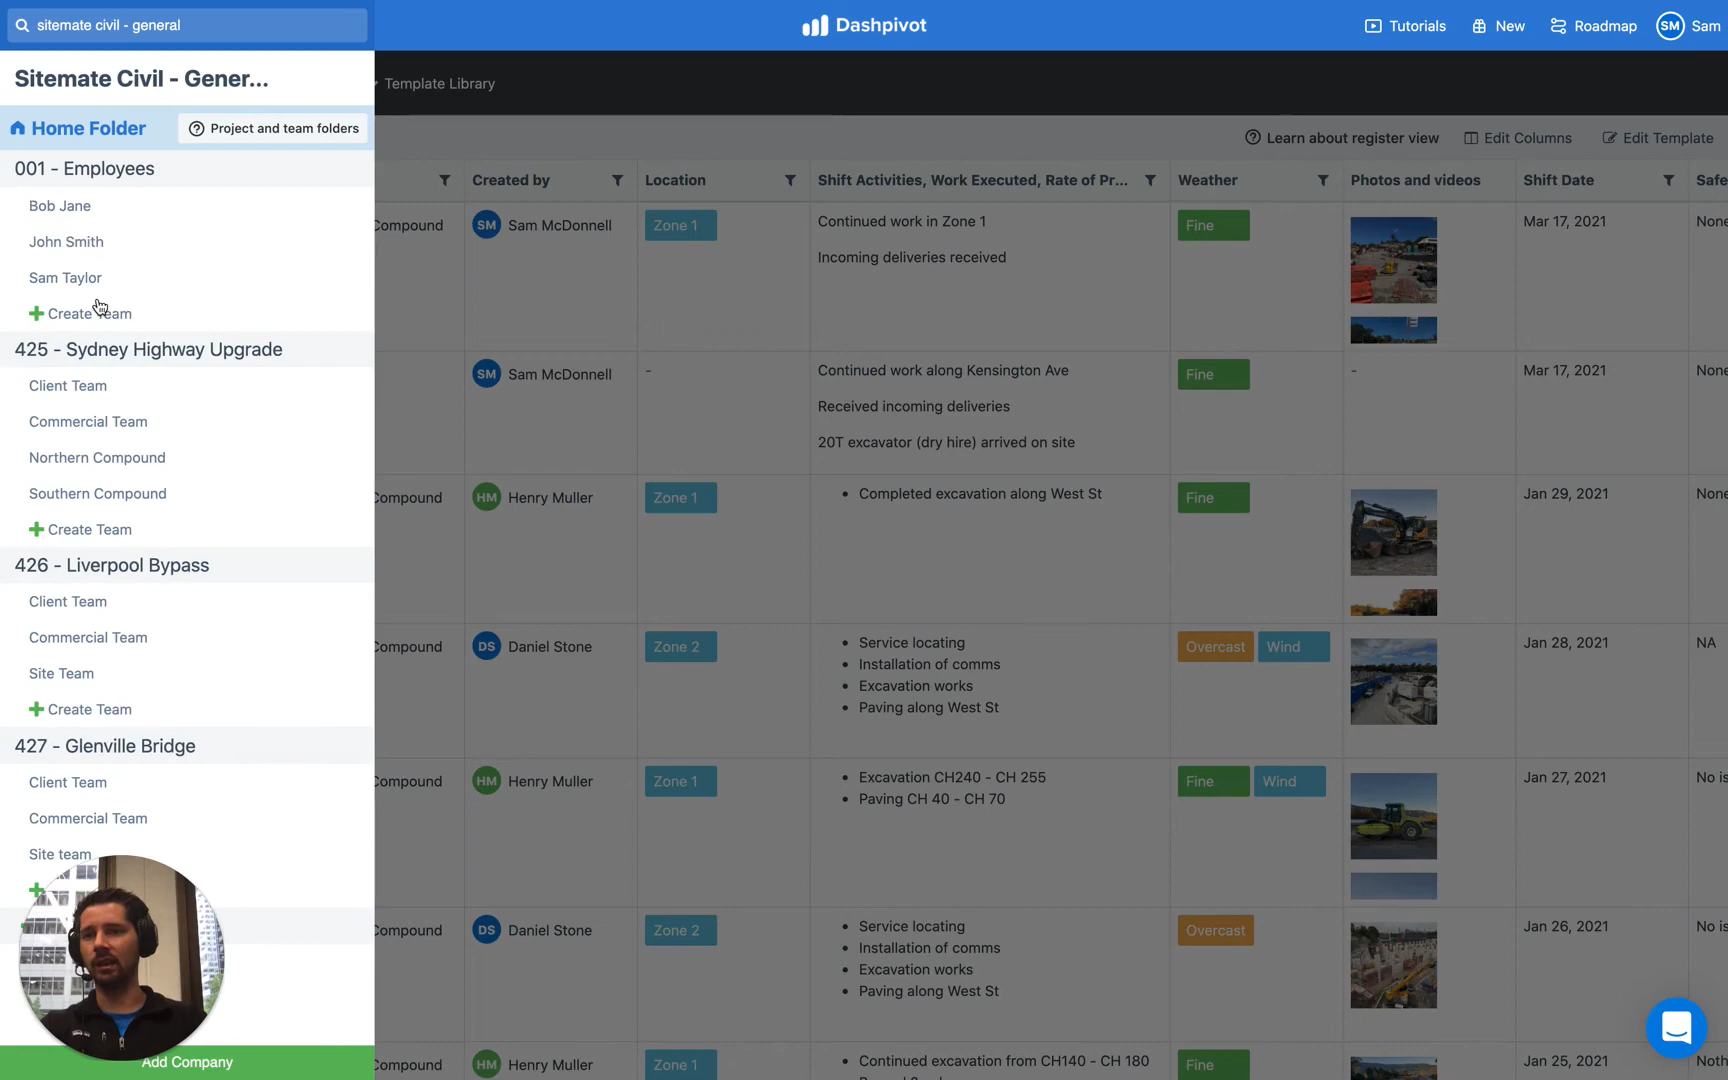 sitemate civil - general
Dashpivot
Tutorials
New
Roadmap
SM Sam
Sitemate Civil - Gener...
Template Library
Home Folder
Project and team folders
Learn about register view
Edit Columns
Edit Template
001 - Employees
Bob Jane
John Smith
Sam Taylor
Create Team
425 - Sydney Highway Upgrade
Client Team
Commercial Team
Northern Compound
Southern Compound
Create Team
426 - Liverpool Bypass
Client Team
Commercial Team
Site Team
Create Team
427 - Glenville Bridge
Client Team
Commercial Team
Site team
Add Company
Created by
Location
Shift Activities, Work Executed, Rate of Pr...
Weather
Photos and videos
Shift Date
Safe
Compound
SM Sam McDonnell
Zone 1
Continued work in Zone 1
Incoming deliveries received
Fine
Mar 17, 2021
None
SM Sam McDonnell
-
Continued work along Kensington Ave
Received incoming deliveries
20T excavator (dry hire) arrived on site
Fine
-
Mar 17, 2021
None
Compound
HM Henry Muller
Zone 1
• Completed excavation along West St
Fine
Jan 29, 2021
None
Compound
DS Daniel Stone
Zone 2
• Service locating
• Installation of comms
• Excavation works
• Paving along West St
Overcast
Wind
Jan 28, 2021
NA
Compound
HM Henry Muller
Zone 1
• Excavation CH240 - CH 255
• Paving CH 40 - CH 70
Fine
Wind
Jan 27, 2021
No is
Compound
DS Daniel Stone
Zone 2
• Service locating
• Installation of comms
• Excavation works
• Paving along West St
Overcast
Jan 26, 2021
No is
Compound
HM Henry Muller
Zone 1
• Continued excavation from CH140 - CH 180
Fine
Jan 25, 2021
Noth